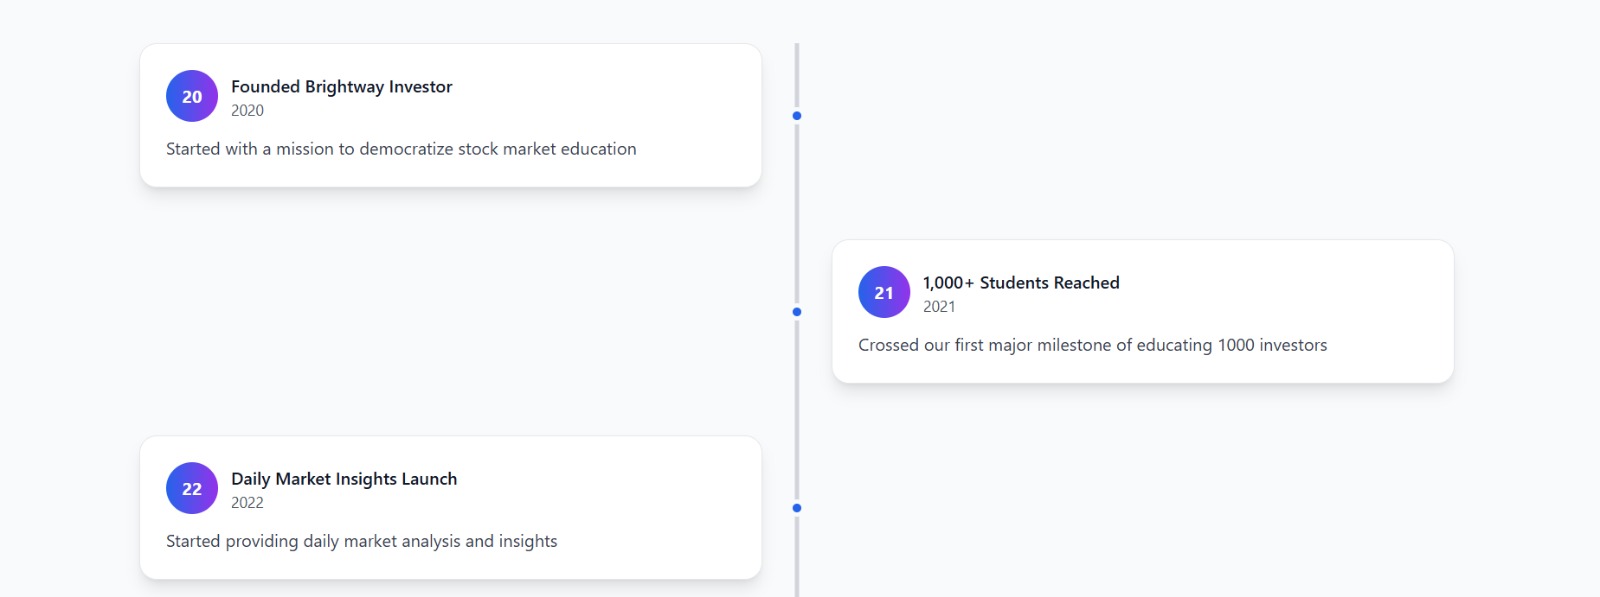 20
Founded Brightway Investor
2020
Started with a mission to democratize stock market education
21
1,000+ Students Reached
2021
Crossed our first major milestone of educating 1000 investors
22
Daily Market Insights Launch
2022
Started providing daily market analysis and insights